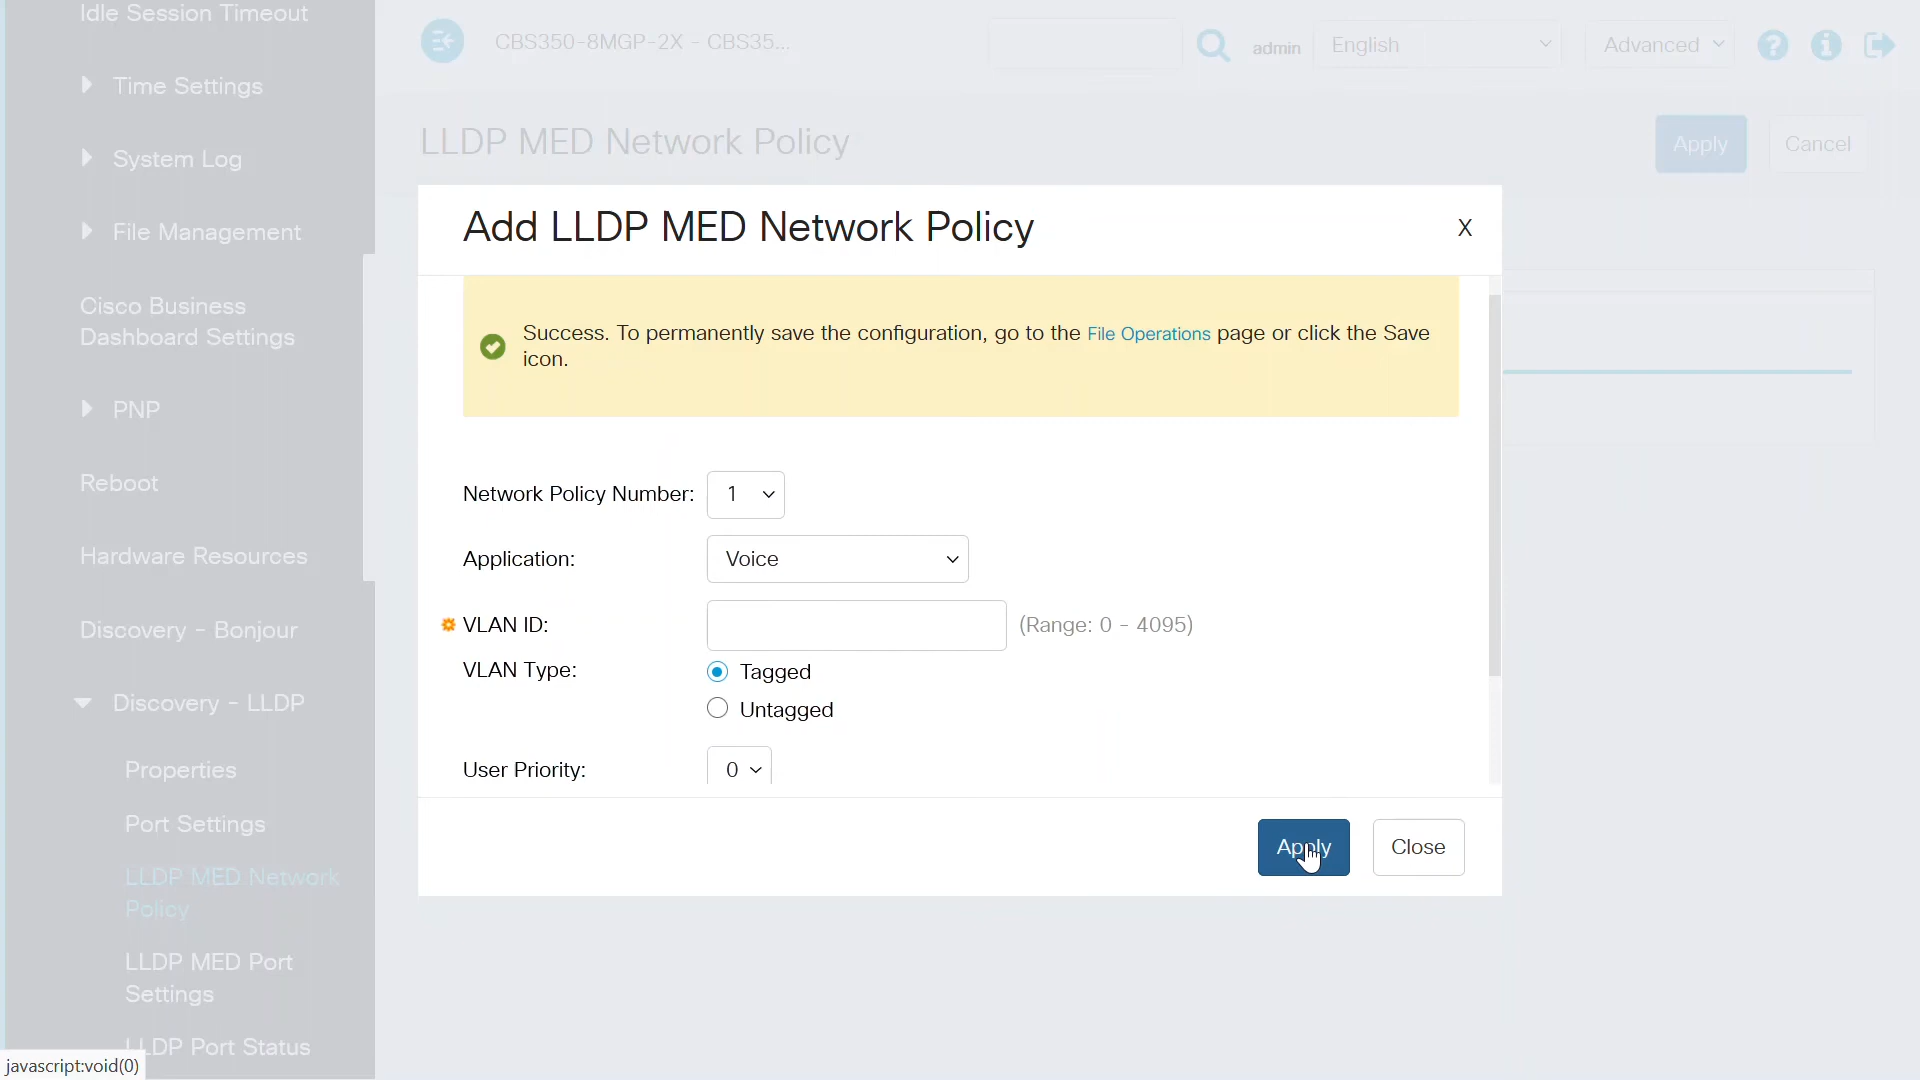 Idle Session Timeout
Time Settings
System Log
File Management
Cisco Business
Dashboard Settings
PNP
Reboot
Hardware Resources
Discovery - Bonjour
Discovery - LLDP
Properties
Port Settings
LLDP MED Network
Policy
LLDP MED Port
Settings
LLDP Port Status
javascript:void(0)
CBS350-8MGP-2X - CBS35...
admin
English
Advanced
LLDP MED Network Policy
Apply
Cancel
Add LLDP MED Network Policy
X
Success. To permanently save the configuration, go to the File Operations page or click the Save
icon.
Network Policy Number: 1
Application: Voice
VLAN ID: (Range: 0 - 4095)
VLAN Type: Tagged
Untagged
User Priority: 0
Apply
Close